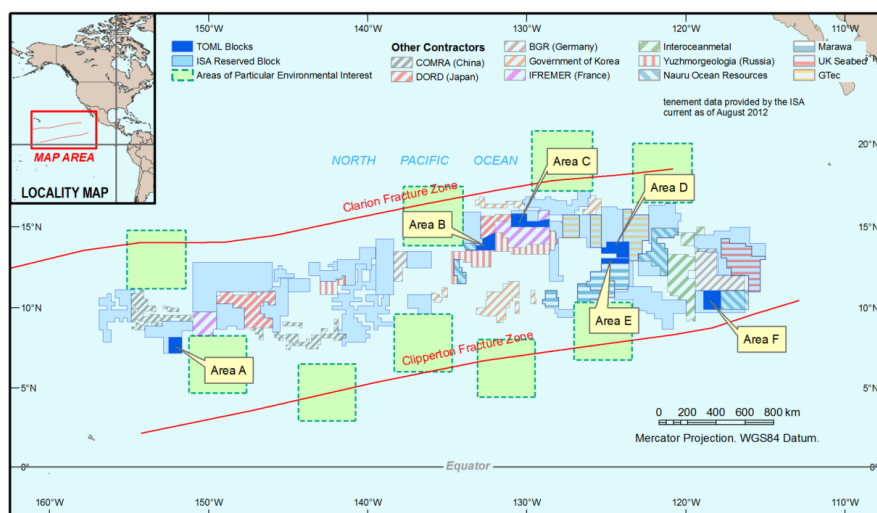 150°W
140°W
130°W
120°W
TOML Blocks
ISA Reserved Block
Areas of Particular Environmental Interest
Other Contractors
COMRA (China)
DORD (Japan)
BGR (Germany)
Government of Korea
IFREMER (France)
Interoceanmetal
Yuzhmorgeologia (Russia)
Nauru Ocean Resources
Marawa
UK Seabed
GTec
tenement data provided by the ISA
current as of August 2012
MAP AREA
LOCALITY MAP
20°N
NORTH PACIFIC OCEAN
Area C
Area D
Clarion Fracture Zone
Area B
15°N
15°N
10°N
10°N
Area E
Area F
Clipperton Fracture Zone
Area A
5°N
5°N
0 200 400 600 800 km
Mercator Projection. WGS84 Datum.
0°
Equator
0°
160°W
150°W
140°W
130°W
120°W
110°W